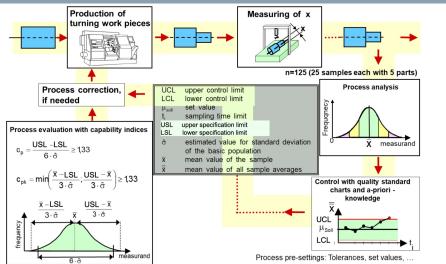 Production of
turning work pieces
Measuring of x
n=125 (25 samples each with 5 parts)
Process correction,
if needed
UCL upper control limit
LCL lower control limit
μSoll set value
ti sampling time limit
USL upper specification limit
LSL lower specification limit
σ̂ estimated value for standard deviation
of the basic population
x̄ mean value of the sample
x̿ mean value of all sample averages
Process analysis
Frequqnecy
0
x̿
measurand
Process evaluation with capability indices
cp = USL -LSL / 6·σ̂ ≥ 1,33
cpk = min( x̿ –LSL / 3·σ̂ , USL – x̿ / 3·σ̂ ) ≥ 1,33
x̿ –LSL / 3·σ̂
USL – x̿ / 3·σ̂
frequency
x̿
measurand
6·σ̂
Control with quality standard
charts and a-priori -
knowledge
x̿
UCL
μSoll
LCL
ti
Process pre-settings: Tolerances, set values, …